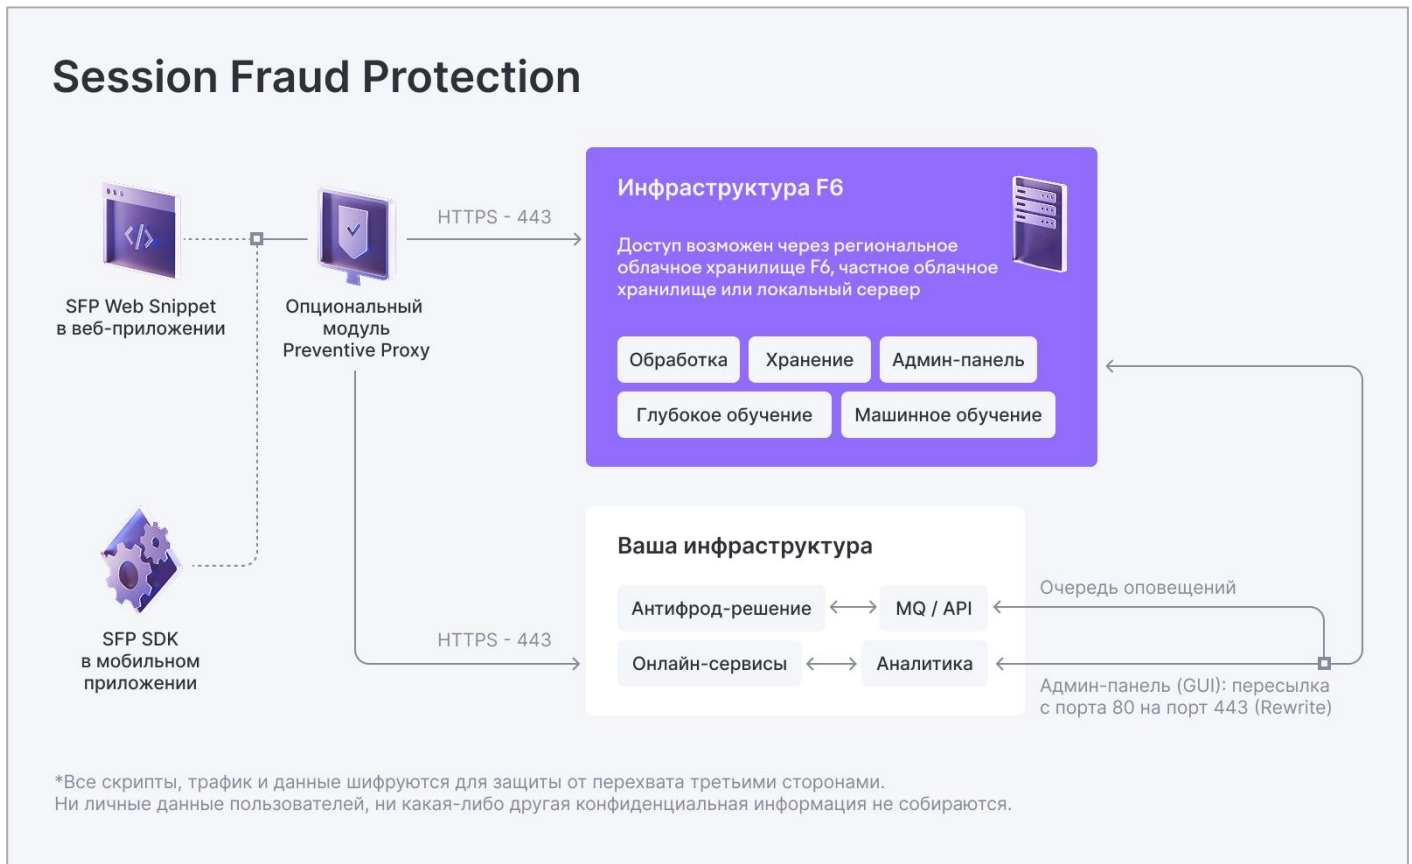 Session Fraud Protection
SFP Web Snippet
в веб-приложении
Опциональный
модуль
Preventive Proxy
HTTPS - 443
Инфраструктура F6
Доступ возможен через региональное
облачное хранилище F6, частное облачное
хранилище или локальный сервер
Обработка
Хранение
Админ-панель
Глубокое обучение
Машинное обучение
SFP SDK
в мобильном
приложении
HTTPS - 443
Ваша инфраструктура
Антифрод-решение
MQ / API
Онлайн-сервисы
Аналитика
Очередь оповещений
Админ-панель (GUI): пересылка
с порта 80 на порт 443 (Rewrite)
*Все скрипты, трафик и данные шифруются для защиты от перехвата третьими сторонами.
Ни личные данные пользователей, ни какая-либо другая конфиденциальная информация не собираются.